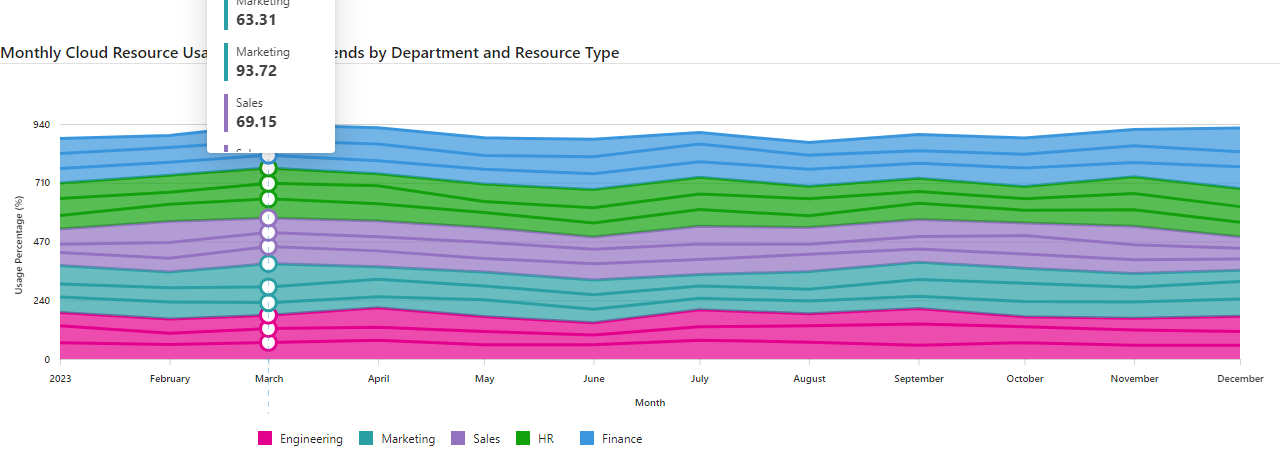 Marketing
63.31
Marketing
93.72
Sales
69.15
Monthly Cloud Resource Usa ends by Department and Resource Type
940
710
470
240
0
Usage Percentage (%)
2023 February March April May June July August September October November December
Month
Engineering Marketing Sales HR Finance